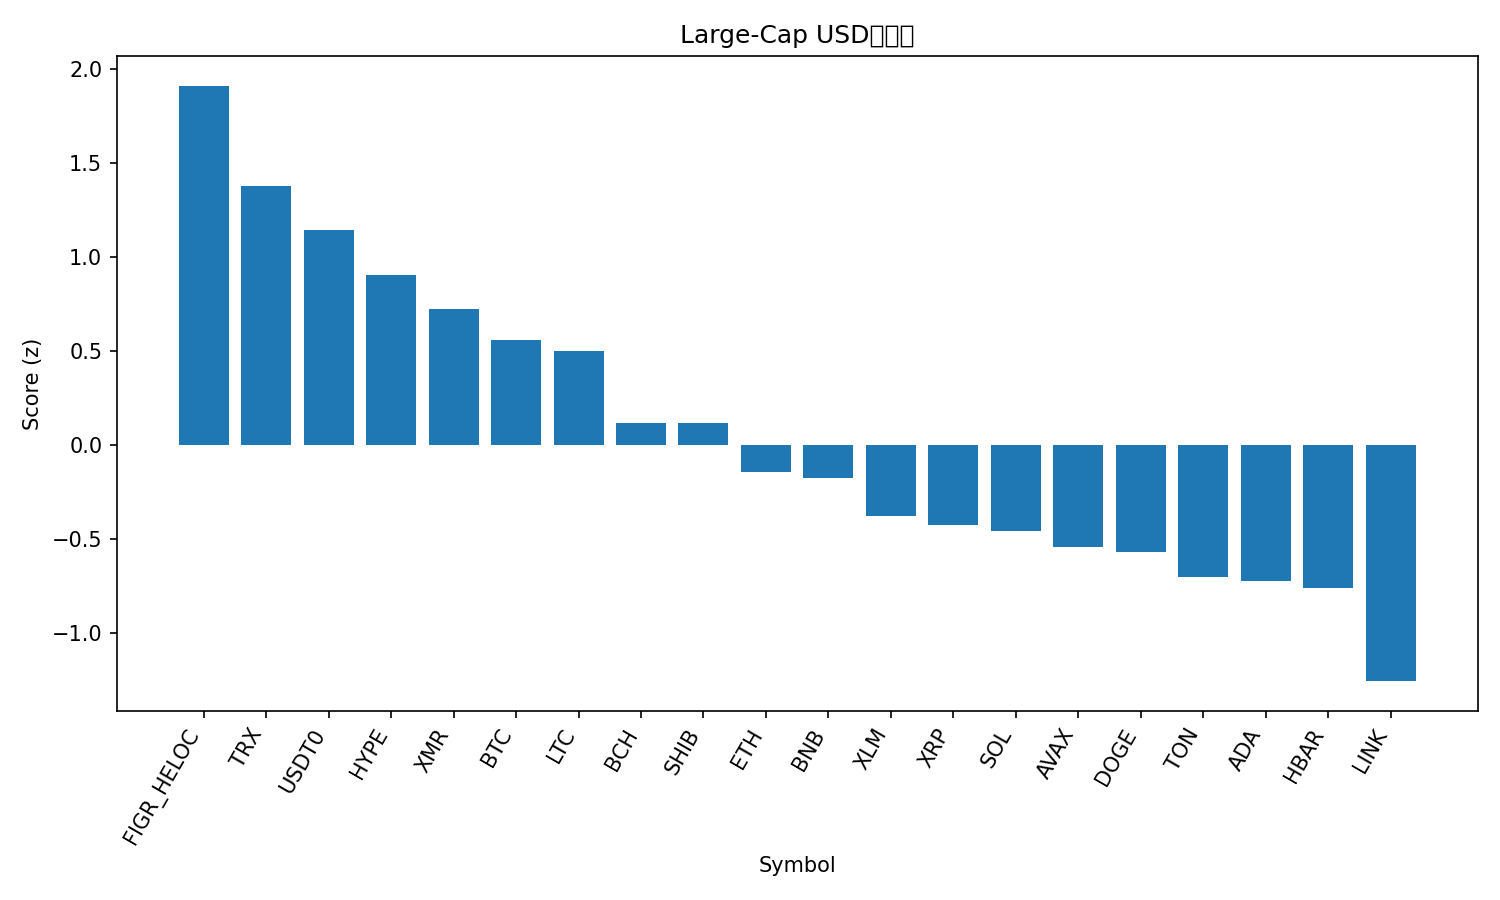 Large-Cap USD
Score (z)
2.0
1.5
1.0
0.5
0.0
−0.5
−1.0
FIGR_HELOC
TRX
USDT0
HYPE
XMR
BTC
LTC
BCH
SHIB
ETH
BNB
XLM
XRP
SOL
AVAX
DOGE
TON
ADA
HBAR
LINK
Symbol